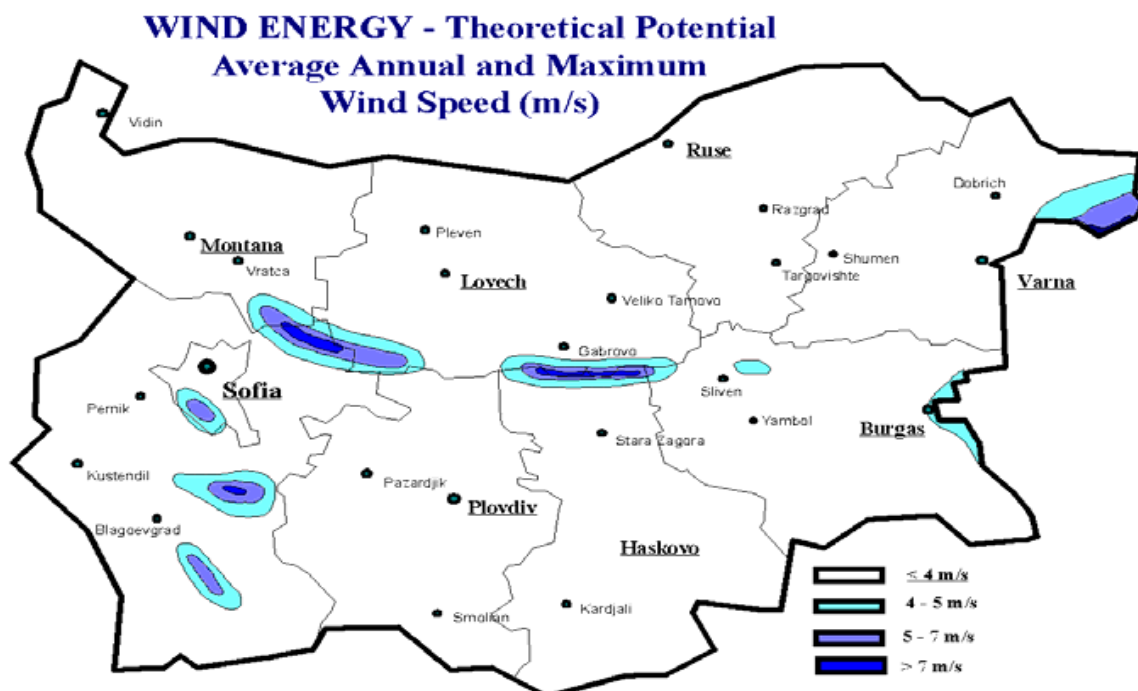 WIND ENERGY - Theoretical Potential
Average Annual and Maximum
Wind Speed (m/s)
Vidin
Ruse
Dobrich
Razgrad
Pleven
Montana
Vratca
Lovech
Targovishte
Shumen
Varna
Veliko Tarnovo
Gabrovo
Sofia
Sliven
Pernik
Yambol
Burgas
Stara Zagora
Kustendil
Pazardjik
Plovdiv
Blagoevgrad
Haskovo
Smolian
Kardjali
< 4 m/s
4 - 5 m/s
5 - 7 m/s
> 7 m/s